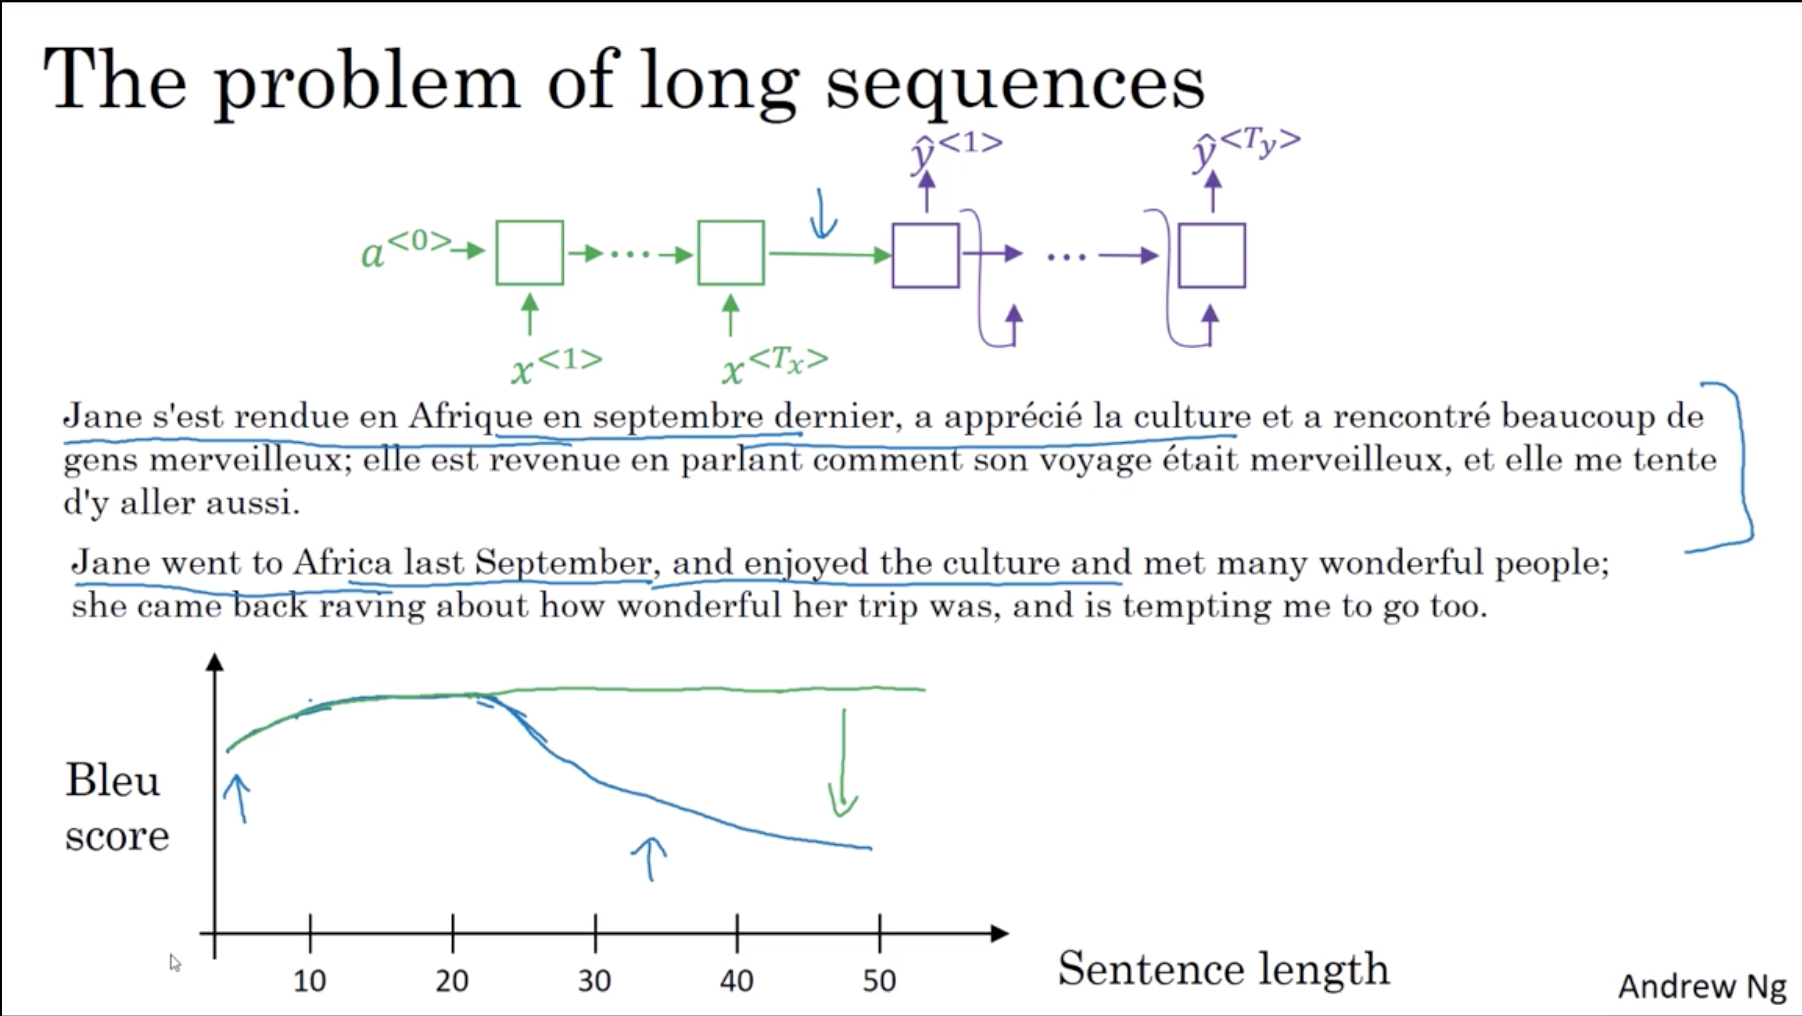 The problem of long sequences
ŷ<1> ŷ<Ty>
a<0> ... ...
x<1> x<Tx>
Jane s'est rendue en Afrique en septembre dernier, a apprécié la culture et a rencontré beaucoup de
gens merveilleux; elle est revenue en parlant comment son voyage était merveilleux, et elle me tente
d'y aller aussi.
Jane went to Africa last September, and enjoyed the culture and met many wonderful people;
she came back raving about how wonderful her trip was, and is tempting me to go too.
Bleu
score
10 20 30 40 50
Sentence length
Andrew Ng